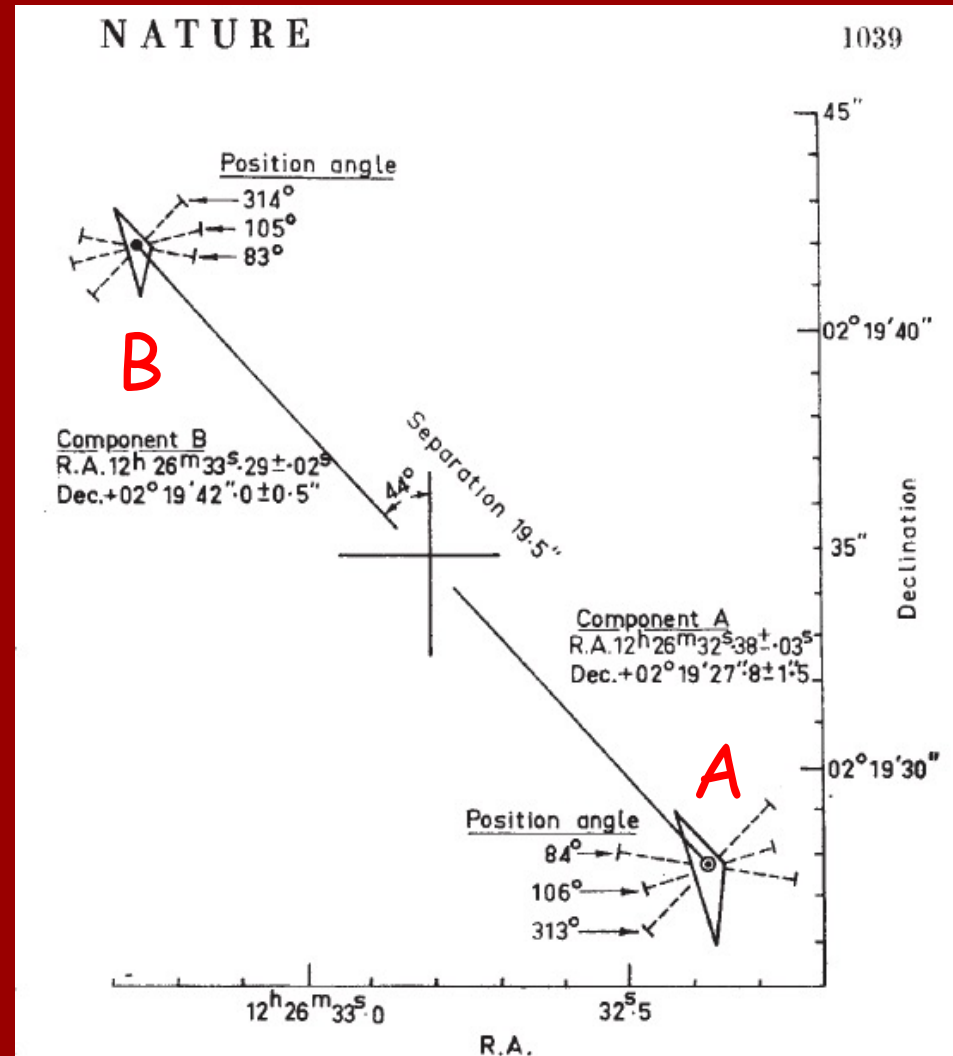 NATURE 1039
45"
Position angle
314°
105°
83°
02° 19' 40"
B
Component B
R.A. 12h 26m 33s.29±.02s
Dec.+02° 19' 42".0 ±0.5"
44°
Separation 19.5"
35"
Declination
Component A
R.A. 12h 26m 32s.38±.03s
Dec.+02° 19' 27".8±1".5
02° 19' 30"
A
Position angle
84°
106°
313°
12h 26m 33s.0 32s.5
R.A.